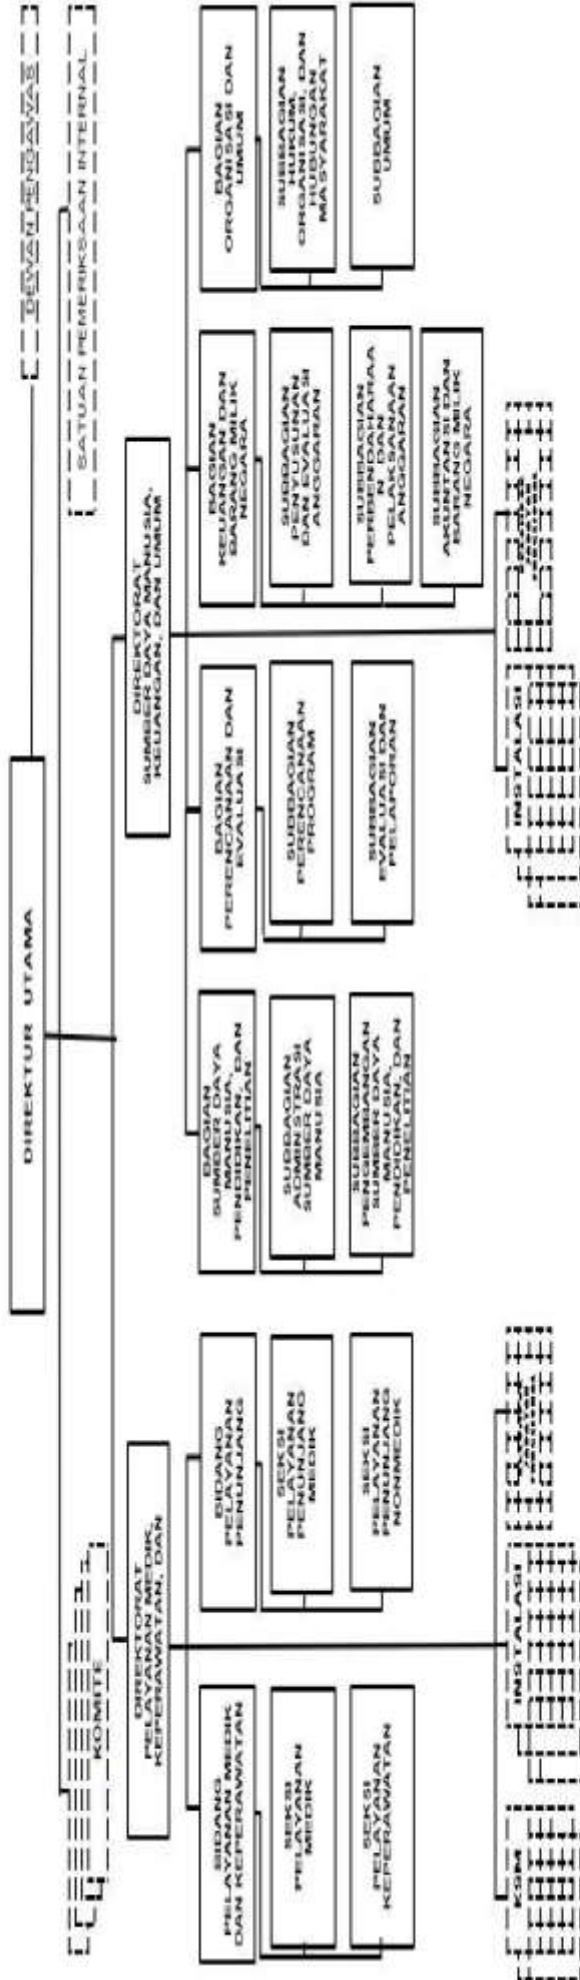 DIREKTUR UTAMA
DEWAN PENGAWAS
KOMITE
SATUAN PEMERIKSAAN INTERNAL
DIREKTORAT
PELAYANAN MEDIK,
KEPERAWATAN, DAN
DIREKTORAT
SUMBER DAYA MANUSIA,
KEUANGAN, DAN UMUM
BIDANG
PELAYANAN MEDIK
DAN KEPERAWATAN
SEKSI
PELAYANAN
MEDIK
SEKSI
PELAYANAN
KEPERAWATAN
BIDANG
PELAYANAN
PENUNJANG
SEKSI
PELAYANAN
PENUNJANG
MEDIK
SEKSI
PELAYANAN
PENUNJANG
NONMEDIK
BAGIAN
SUMBER DAYA
MANUSIA,
PENDIDIKAN, DAN
PENELITIAN
SUBBAGIAN
ADMINISTRASI
SUMBER DAYA
MANUSIA
SUBBAGIAN
PENGEMBANGAN
SUMBER DAYA
MANUSIA,
PENDIDIKAN, DAN
PENELITIAN
BAGIAN
PERENCANAAN DAN
EVALUASI
SUBBAGIAN
PERENCANAAN
PROGRAM
SUBBAGIAN
EVALUASI DAN
PELAPORAN
BAGIAN
KEUANGAN DAN
BARANG MILIK
NEGARA
SUBBAGIAN
PENYUSUNAN
DAN EVALUASI
ANGGARAN
SUBBAGIAN
PERBENDAHARAA
N DAN
PELAKSANAAN
ANGGARAN
SUBBAGIAN
AKUNTANSI DAN
BARANG MILIK
NEGARA
BAGIAN
ORGANISASI DAN
UMUM
SUBBAGIAN
HUKUM,
ORGANISASI, DAN
HUBUNGAN
MASYARAKAT
SUBBAGIAN
UMUM
KSM
INSTALASI
INSTALASI